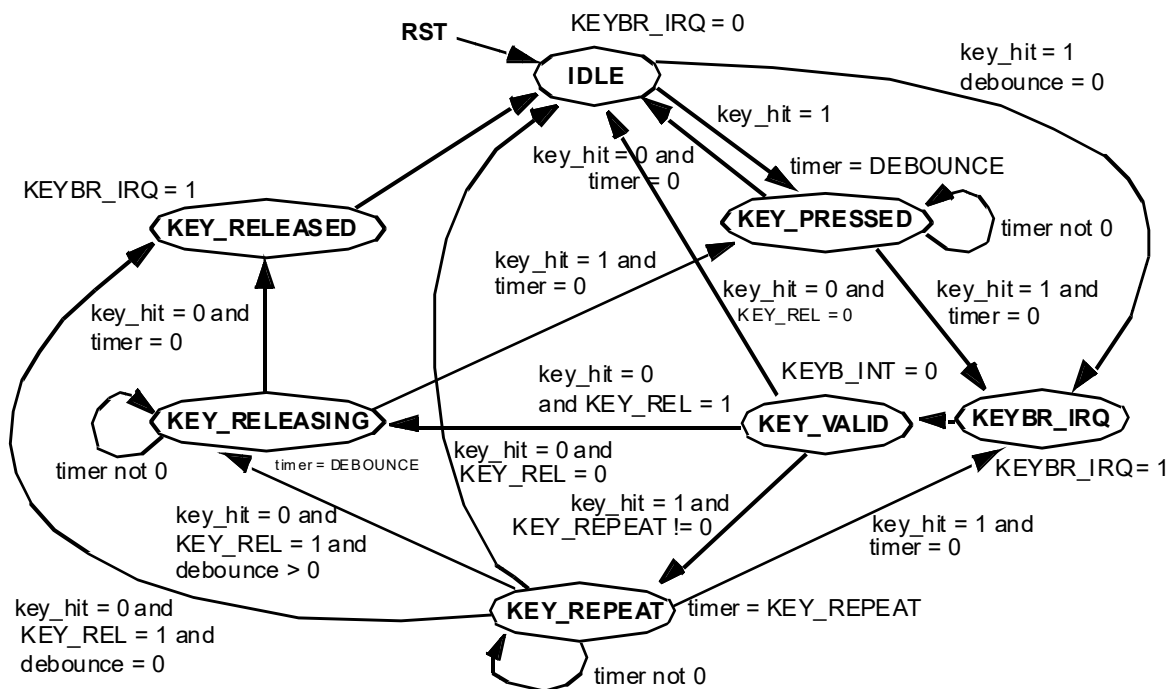 KEYBR_IRQ = 0
RST
IDLE
key_hit = 1
debounce = 0
key_hit = 1
key_hit = 0 and
timer = 0
timer = DEBOUNCE
KEYBR_IRQ = 1
KEY_RELEASED
KEY_PRESSED
timer not 0
key_hit = 1 and
timer = 0
key_hit = 0 and
KEY_REL = 0
key_hit = 1 and
timer = 0
key_hit = 0 and
timer = 0
key_hit = 0
and KEY_REL = 1
KEYB_INT = 0
KEY_RELEASING
KEY_VALID
KEYBR_IRQ
timer not 0
timer = DEBOUNCE
key_hit = 0 and
KEY_REL = 0
KEYBR_IRQ = 1
key_hit = 1 and
KEY_REPEAT != 0
key_hit = 0 and
KEY_REL = 1 and
debounce > 0
key_hit = 1 and
timer = 0
key_hit = 0 and
KEY_REL = 1 and
debounce = 0
KEY_REPEAT
timer = KEY_REPEAT
timer not 0